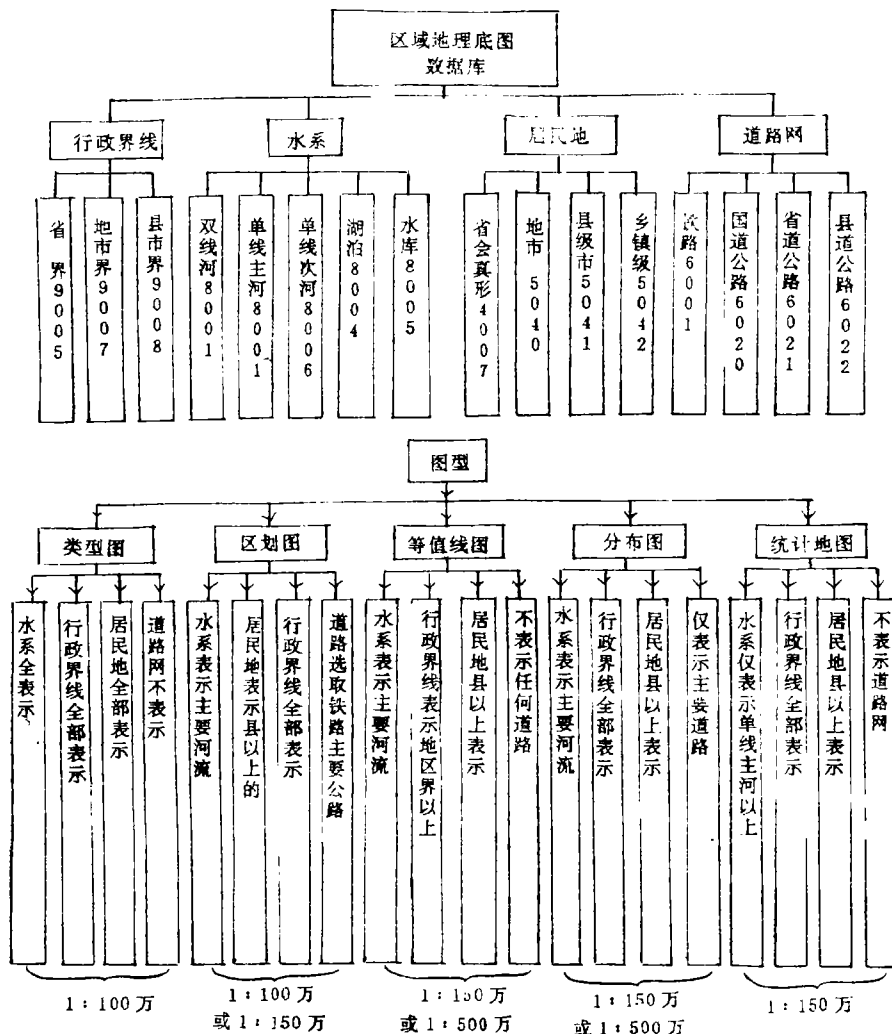 区域地理底图
数据库
行政界线
水系
居民地
道路网
省界9005
地市界9007
县市界9008
双线河8001
单线主河8001
单线次河8006
湖泊8004
水库8005
省会真形4007
地市5040
县级市5041
乡镇级5042
铁路6001
国道公路6020
省道公路6021
县道公路6022
图型
类型图
区划图
等值线图
分布图
统计地图
水系全表示
行政界线全部表示
居民地全部表示
道路网不表示
水系表示主要河流
居民地表示县以上的
行政界线全部表示
道路选取铁路主要公路
水系表示主要河流
行政界线表示地区界以上
居民地县以上表示
不表示任何道路
水系表示主要河流
行政界线全部表示
居民地县以上表示
仅表示主要道路
水系仅表示单线主河以上
行政界线全部表示
居民地县以上表示
不表示道路网
1:100万
1:100万
或1:150万
1:150万
或1:500万
1:150万
或1:500万
1:150万